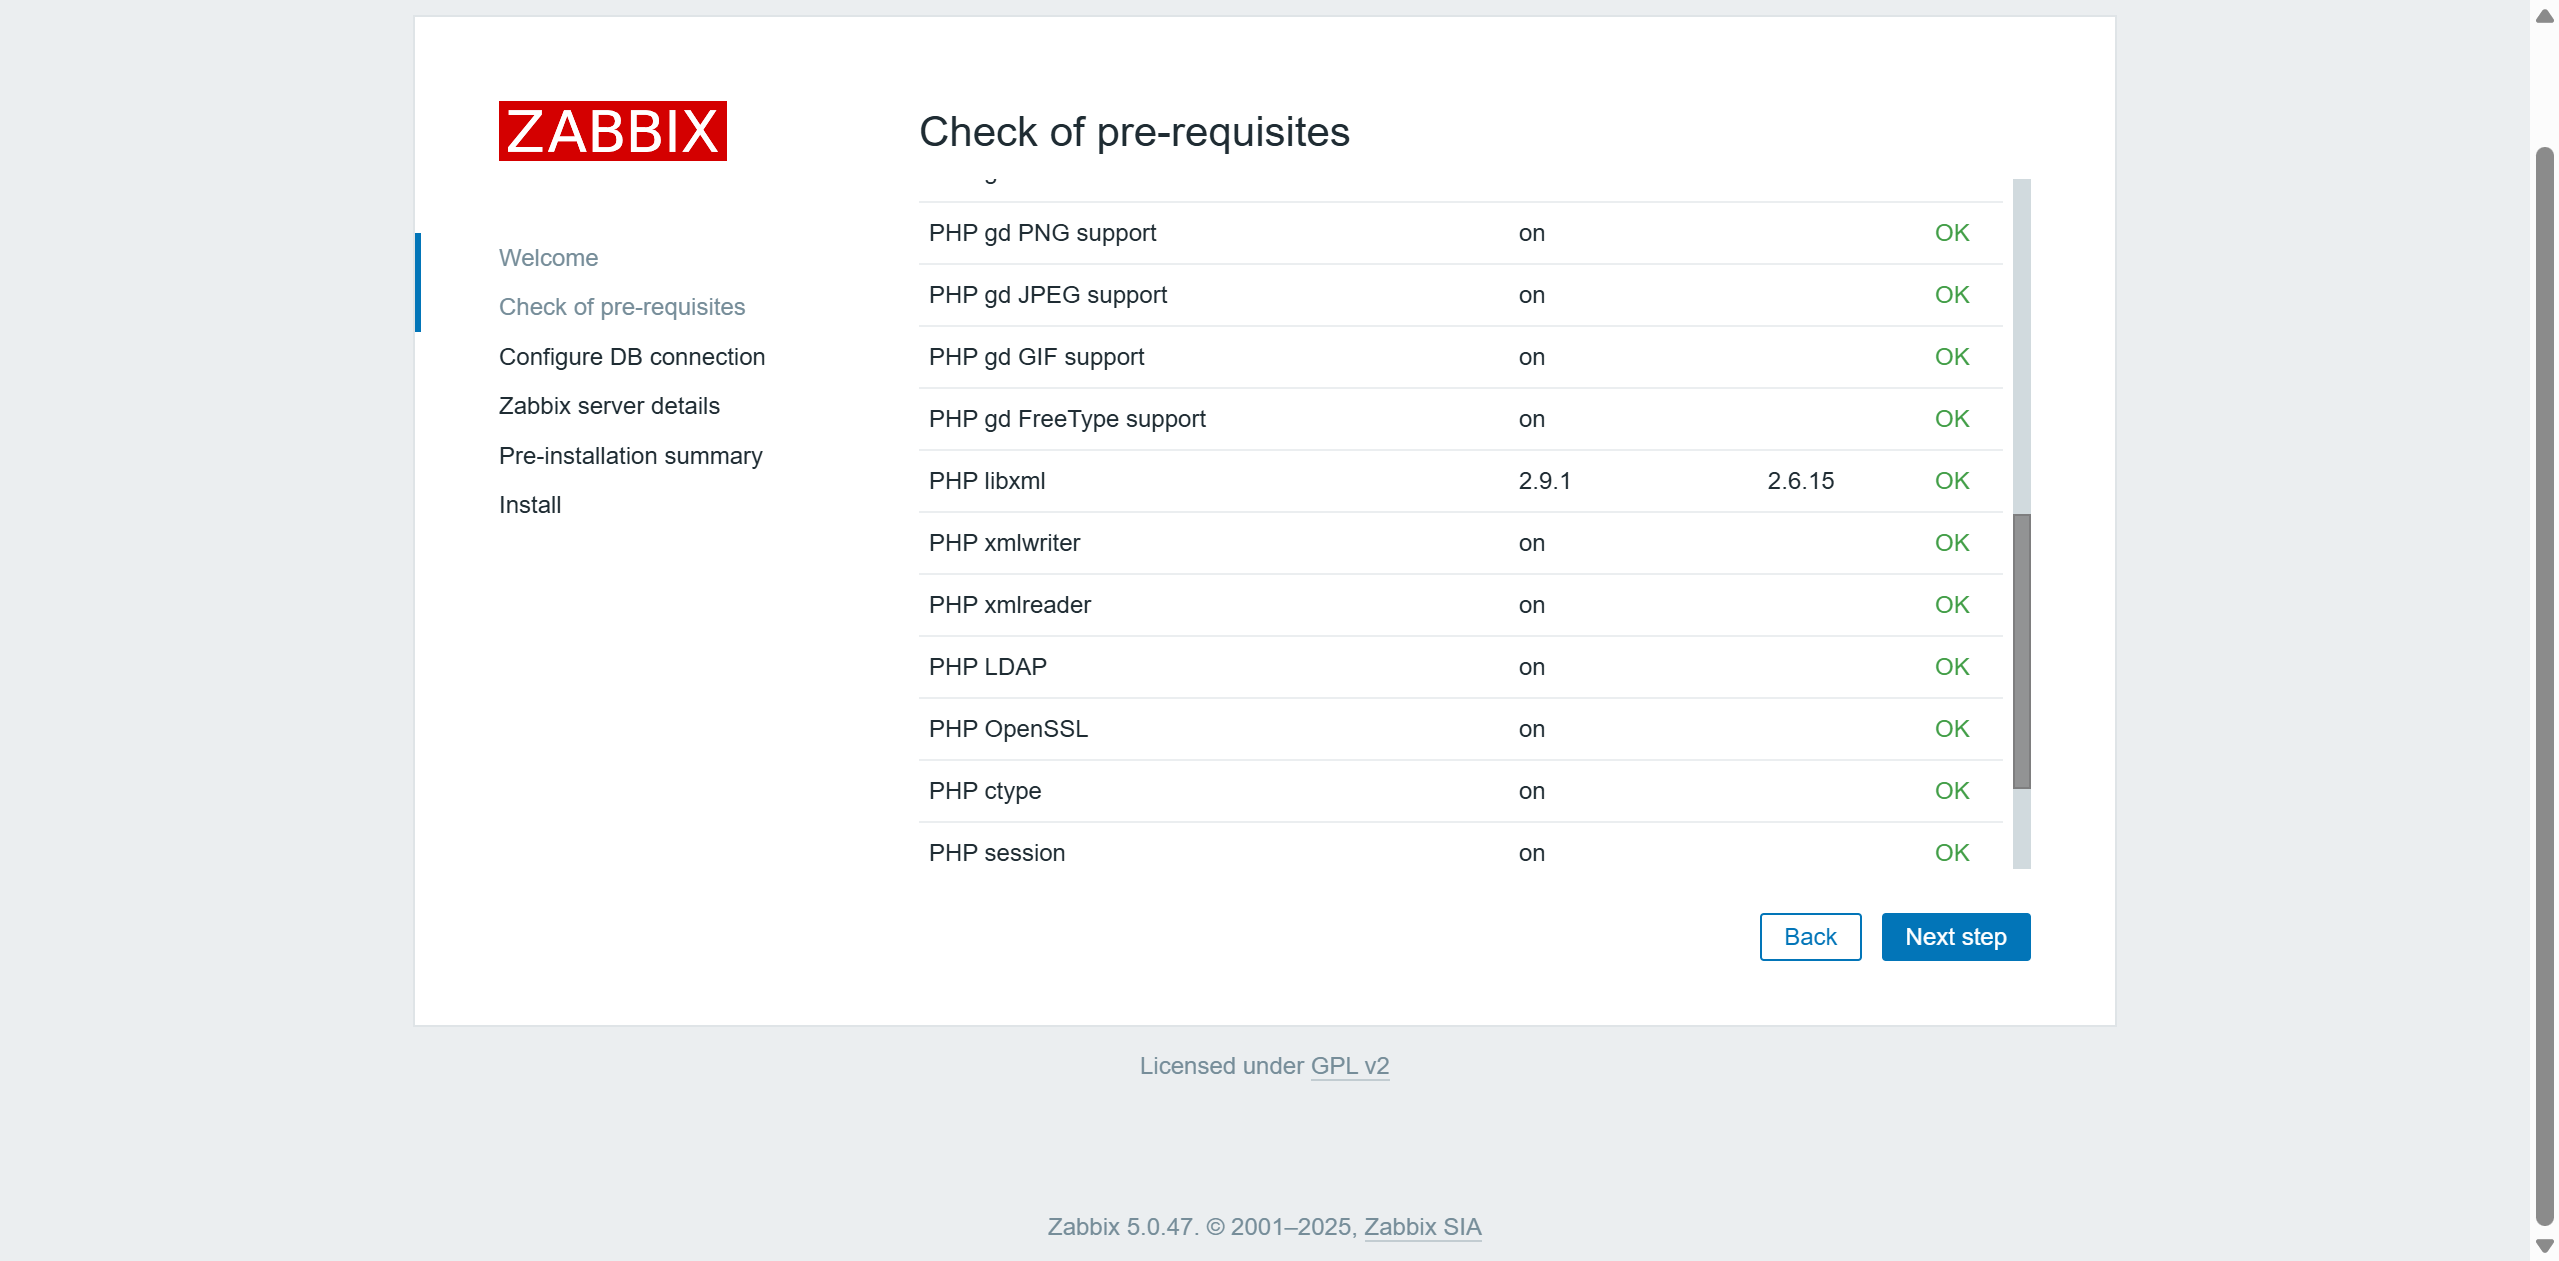 ZABBIX
Check of pre-requisites
Welcome
Check of pre-requisites
Configure DB connection
Zabbix server details
Pre-installation summary
Install
PHP gd PNG support on OK
PHP gd JPEG support on OK
PHP gd GIF support on OK
PHP gd FreeType support on OK
PHP libxml 2.9.1 2.6.15 OK
PHP xmlwriter on OK
PHP xmlreader on OK
PHP LDAP on OK
PHP OpenSSL on OK
PHP ctype on OK
PHP session on OK
Back Next step
Licensed under GPL v2
Zabbix 5.0.47. © 2001–2025, Zabbix SIA